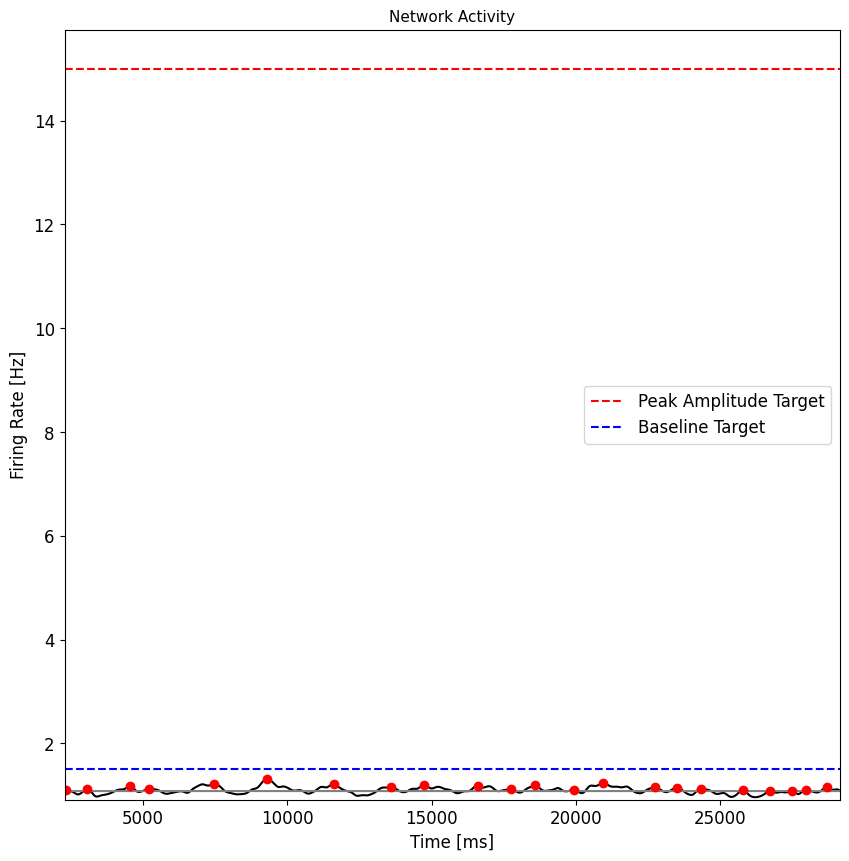 Network Activity
14
12
10
8
6
4
2
Firing Rate [Hz]
Peak Amplitude Target
Baseline Target
5000
10000
15000
20000
25000
Time [ms]